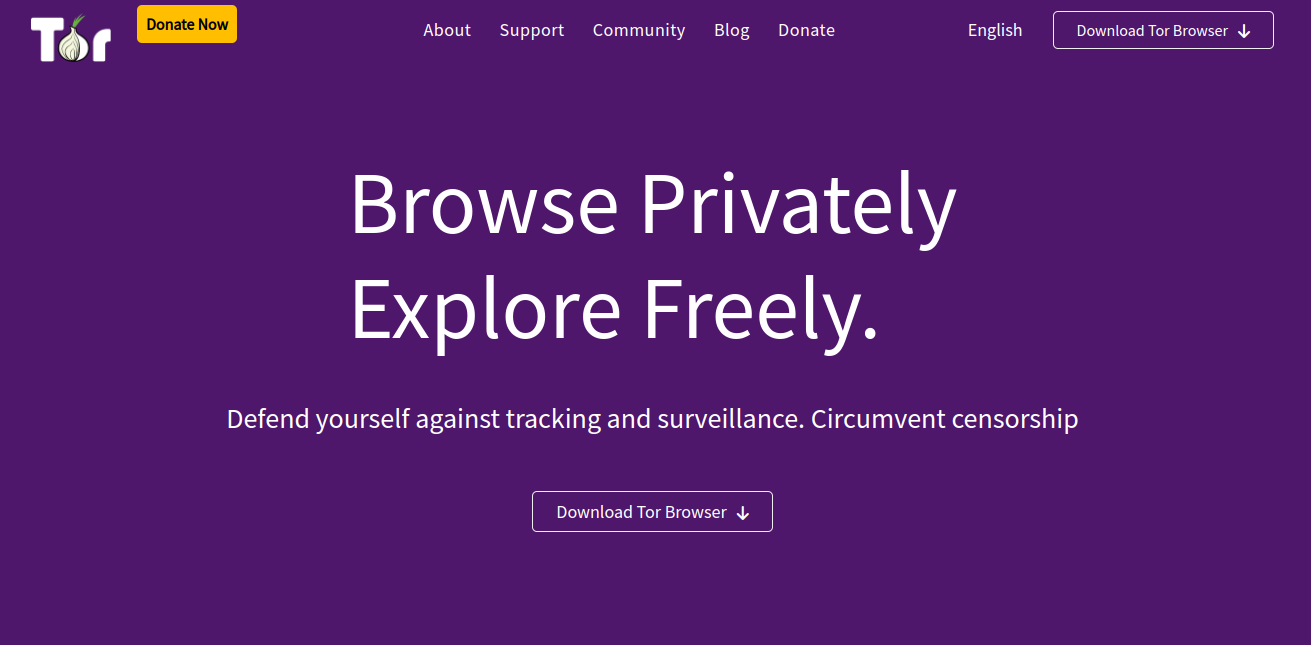 Tor
Donate Now
About Support Community Blog Donate
English
Download Tor Browser
Browse Privately
Explore Freely.
Defend yourself against tracking and surveillance. Circumvent censorship
Download Tor Browser